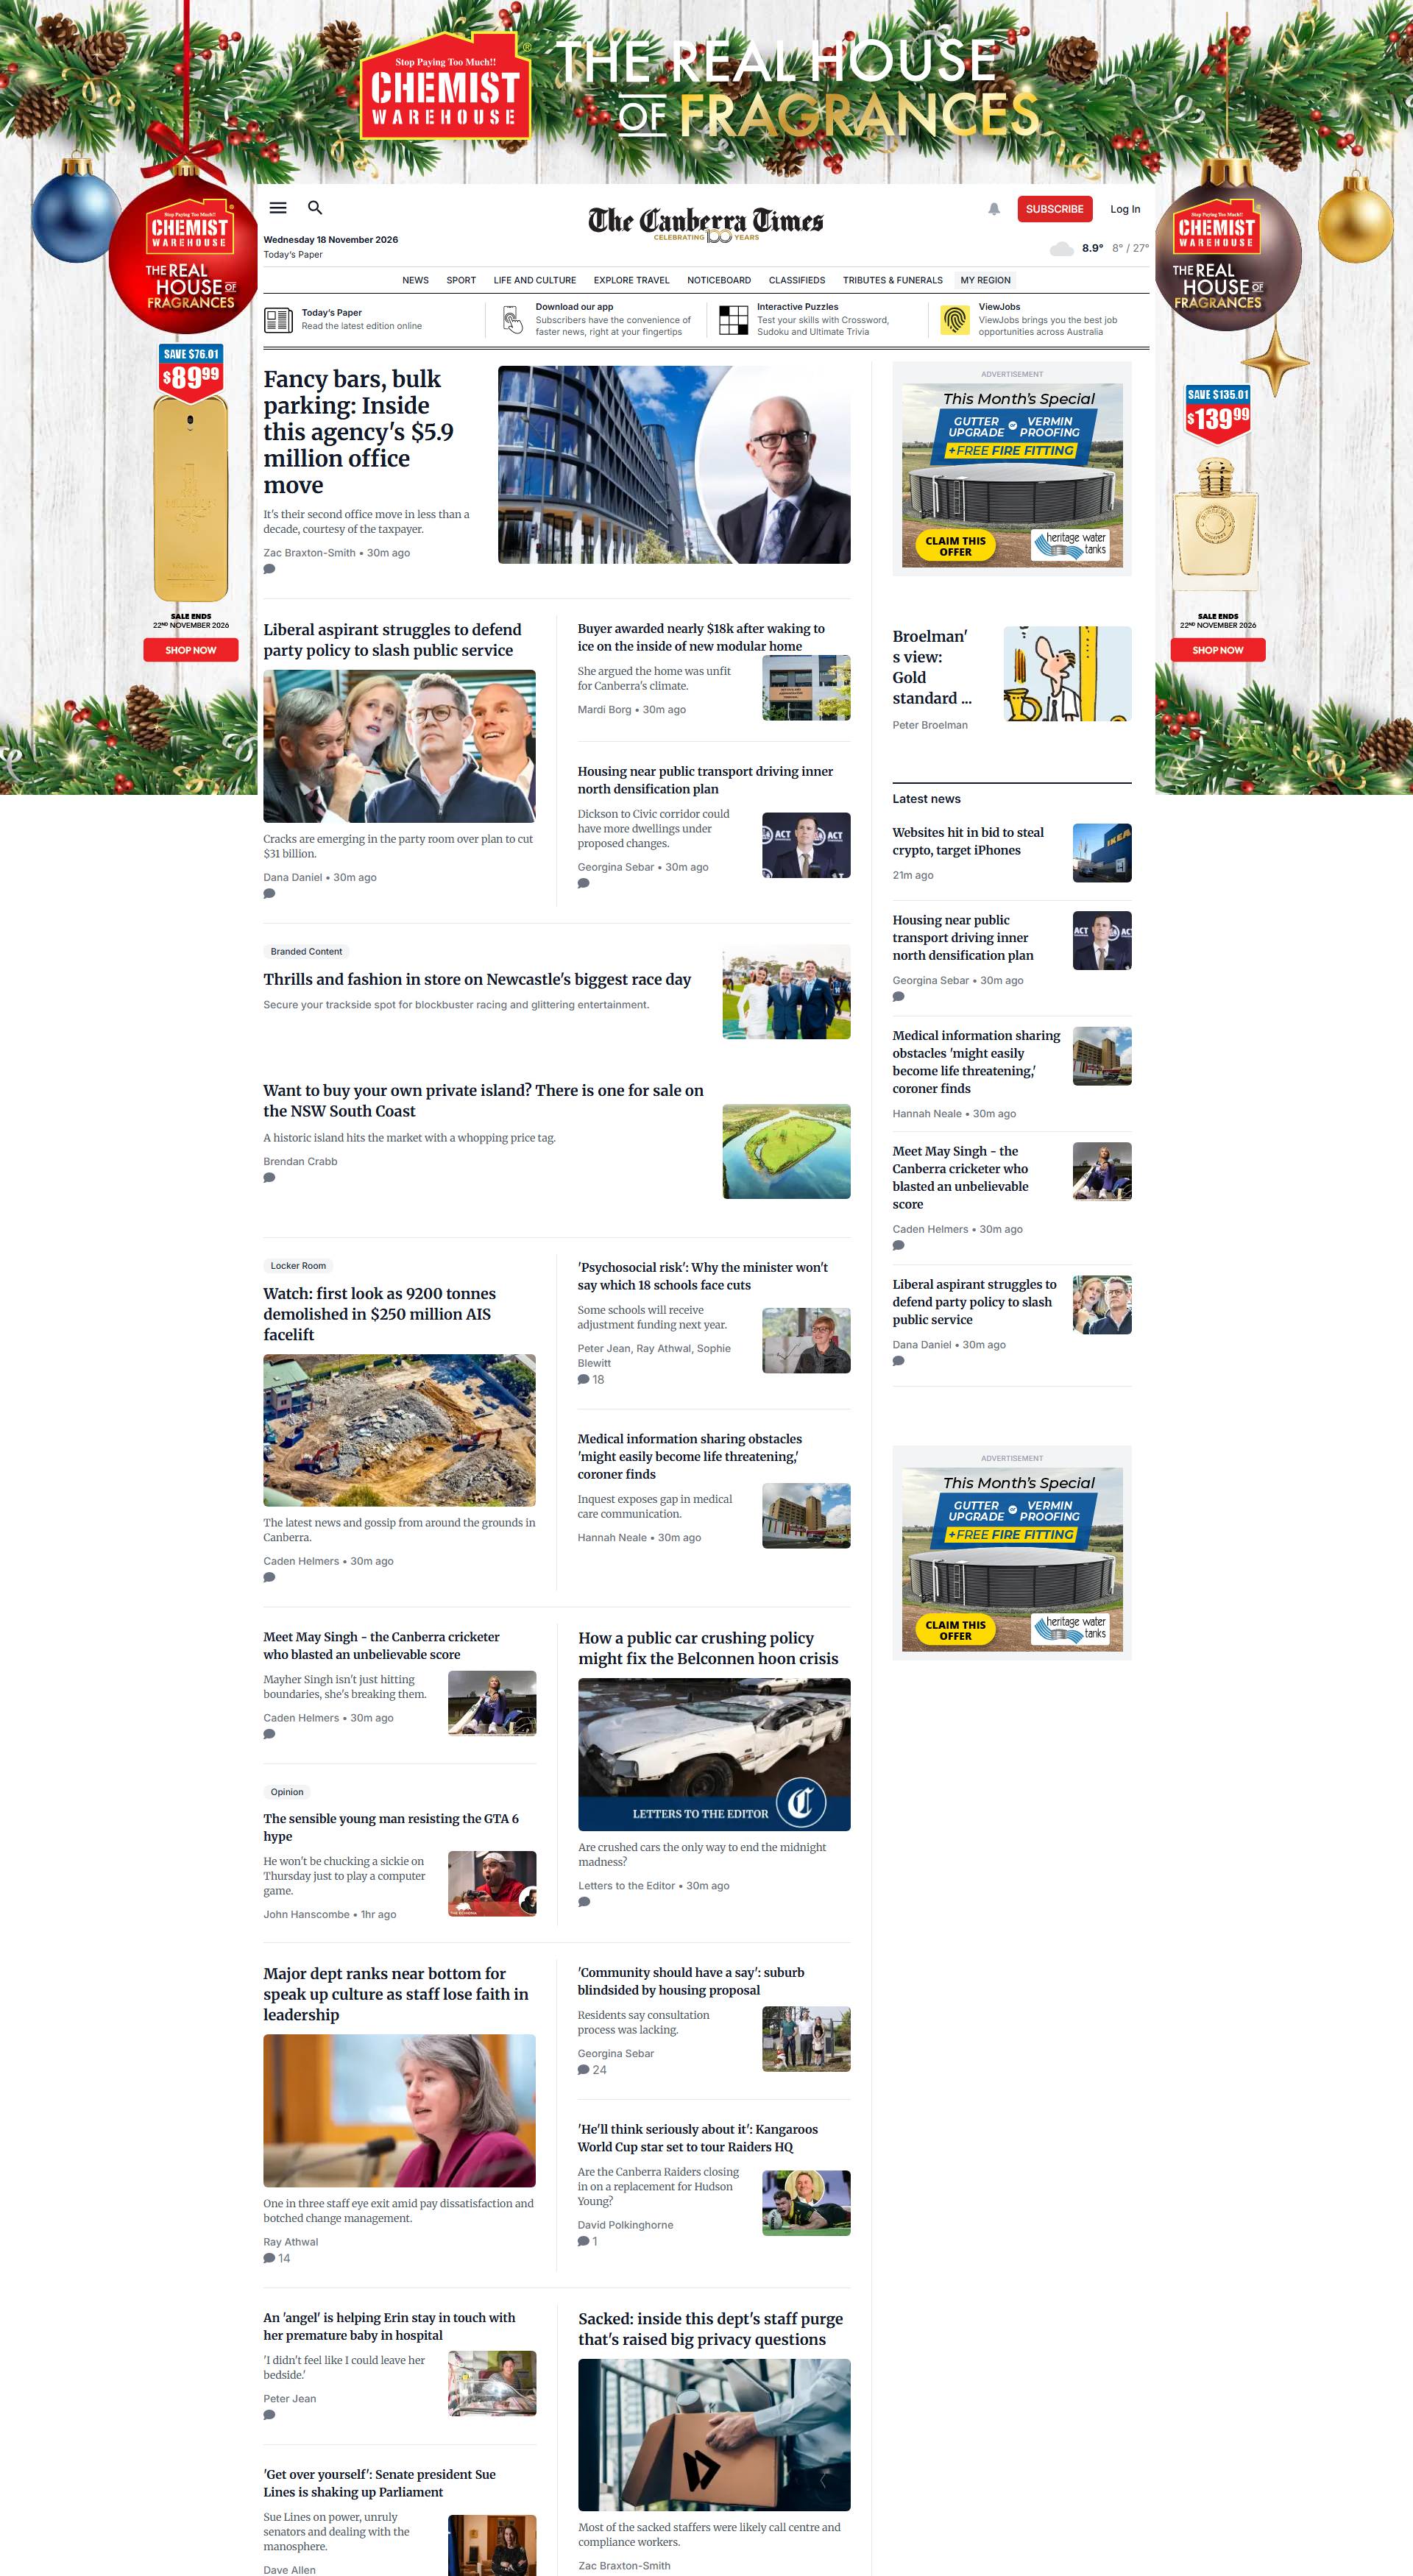 Stop Paying Too Much!!
CHEMIST
WAREHOUSE
THE REAL HOUSE
OF FRAGRANCES
Stop Paying Too Much!!
CHEMIST
WAREHOUSE
THE REAL
HOUSE OF
FRAGRANCES
SAVE $76.01
$89.99
SALE ENDS
22ND NOVEMBER 2026
SHOP NOW
Stop Paying Too Much!!
CHEMIST
WAREHOUSE
THE REAL
HOUSE OF
FRAGRANCES
SAVE $135.01
$139.99
SALE ENDS
22ND NOVEMBER 2026
SHOP NOW
The Canberra Times
CELEBRATING 100 YEARS
SUBSCRIBE
Log In
Wednesday 18 November 2026
Today's Paper
8.9° 8° / 27°
NEWS SPORT LIFE AND CULTURE EXPLORE TRAVEL NOTICEBOARD CLASSIFIEDS TRIBUTES & FUNERALS MY REGION
Today's Paper
Read the latest edition online
Download our app
Subscribers have the convenience of
faster news, right at your fingertips
Interactive Puzzles
Test your skills with Crossword,
Sudoku and Ultimate Trivia
ViewJobs
ViewJobs brings you the best job
opportunities across Australia
Fancy bars, bulk
parking: Inside
this agency's $5.9
million office
move
It's their second office move in less than a
decade, courtesy of the taxpayer.
Zac Braxton-Smith • 30m ago
Liberal aspirant struggles to defend
party policy to slash public service
Cracks are emerging in the party room over plan to cut
$31 billion.
Dana Daniel • 30m ago
Buyer awarded nearly $18k after waking to
ice on the inside of new modular home
She argued the home was unfit
for Canberra's climate.
Mardi Borg • 30m ago
Housing near public transport driving inner
north densification plan
Dickson to Civic corridor could
have more dwellings under
proposed changes.
Georgina Sebar • 30m ago
ACT
Branded Content
Thrills and fashion in store on Newcastle's biggest race day
Secure your trackside spot for blockbuster racing and glittering entertainment.
Want to buy your own private island? There is one for sale on
the NSW South Coast
A historic island hits the market with a whopping price tag.
Brendan Crabb
Locker Room
Watch: first look as 9200 tonnes
demolished in $250 million AIS
facelift
The latest news and gossip from around the grounds in
Canberra.
Caden Helmers • 30m ago
'Psychosocial risk': Why the minister won't
say which 18 schools face cuts
Some schools will receive
adjustment funding next year.
Peter Jean, Ray Athwal, Sophie
Blewitt
18
Medical information sharing obstacles
'might easily become life threatening,'
coroner finds
Inquest exposes gap in medical
care communication.
Hannah Neale • 30m ago
Meet May Singh - the Canberra cricketer
who blasted an unbelievable score
Mayher Singh isn't just hitting
boundaries, she's breaking them.
Caden Helmers • 30m ago
Opinion
The sensible young man resisting the GTA 6
hype
He won't be chucking a sickie on
Thursday just to play a computer
game.
John Hanscombe • 1hr ago
How a public car crushing policy
might fix the Belconnen hoon crisis
LETTERS TO THE EDITOR
Are crushed cars the only way to end the midnight
madness?
Letters to the Editor • 30m ago
Major dept ranks near bottom for
speak up culture as staff lose faith in
leadership
One in three staff eye exit amid pay dissatisfaction and
botched change management.
Ray Athwal
14
'Community should have a say': suburb
blindsided by housing proposal
Residents say consultation
process was lacking.
Georgina Sebar
24
'He'll think seriously about it': Kangaroos
World Cup star set to tour Raiders HQ
Are the Canberra Raiders closing
in on a replacement for Hudson
Young?
David Polkinghorne
1
An 'angel' is helping Erin stay in touch with
her premature baby in hospital
'I didn't feel like I could leave her
bedside.'
Peter Jean
'Get over yourself': Senate president Sue
Lines is shaking up Parliament
Sue Lines on power, unruly
senators and dealing with the
manosphere.
Dave Allen
Sacked: inside this dept's staff purge
that's raised big privacy questions
Most of the sacked staffers were likely call centre and
compliance workers.
Zac Braxton-Smith
ADVERTISEMENT
This Month's Special
GUTTER UPGRADE OR VERMIN PROOFING
+FREE FIRE FITTING
CLAIM THIS
OFFER
heritage water
tanks
Broelman'
s view:
Gold
standard ...
Peter Broelman
Latest news
Websites hit in bid to steal
crypto, target iPhones
21m ago
IKEA
Housing near public
transport driving inner
north densification plan
Georgina Sebar • 30m ago
ACT
Medical information sharing
obstacles 'might easily
become life threatening,'
coroner finds
Hannah Neale • 30m ago
Meet May Singh - the
Canberra cricketer who
blasted an unbelievable
score
Caden Helmers • 30m ago
Liberal aspirant struggles to
defend party policy to slash
public service
Dana Daniel • 30m ago
ADVERTISEMENT
This Month's Special
GUTTER UPGRADE OR VERMIN PROOFING
+FREE FIRE FITTING
CLAIM THIS
OFFER
heritage water
tanks